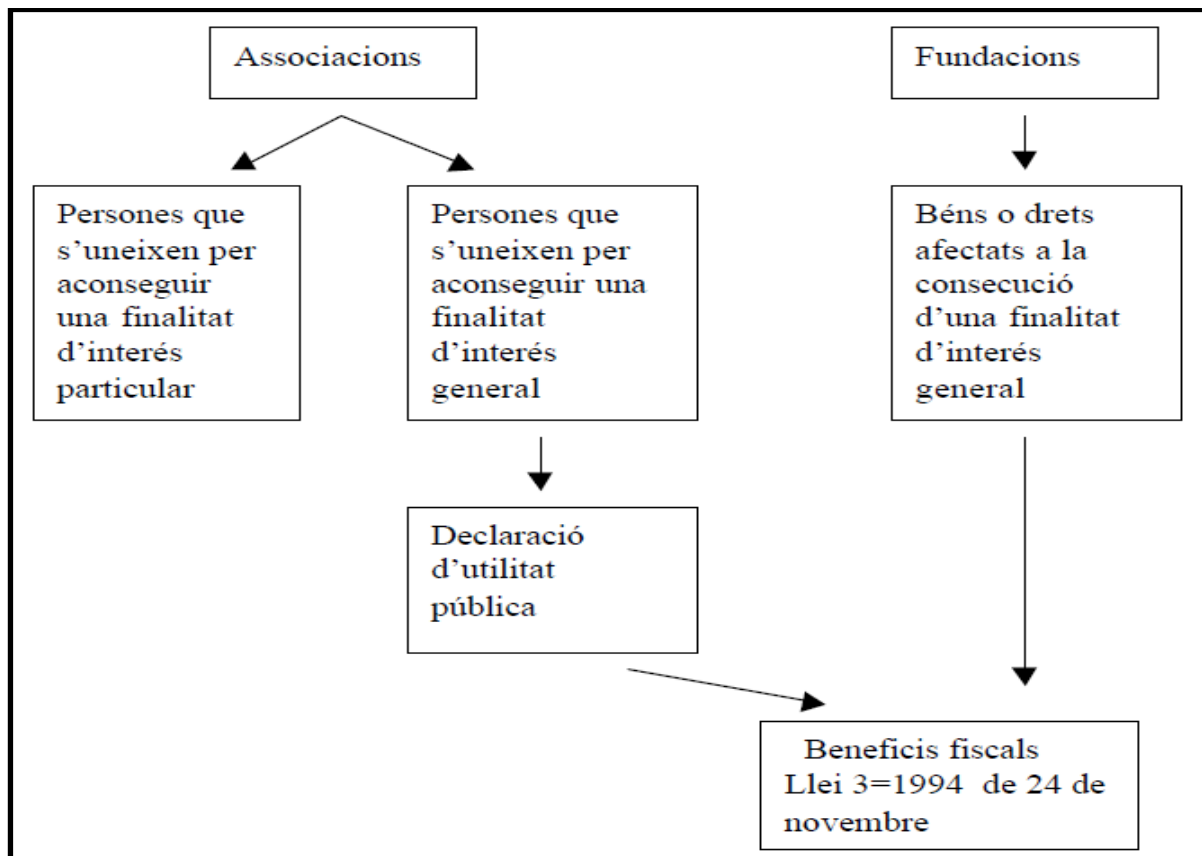 Associacions
Fundacions
Persones que
s’uneixen per
aconseguir
una finalitat
d’interés
particular
Persones que
s’uneixen per
aconseguir una
finalitat
d’interés
general
Béns o drets
afectats a la
consecució
d’una finalitat
d’interés
general
Declaració
d’utilitat
pública
Beneficis fiscals
Llei 3=1994 de 24 de
novembre